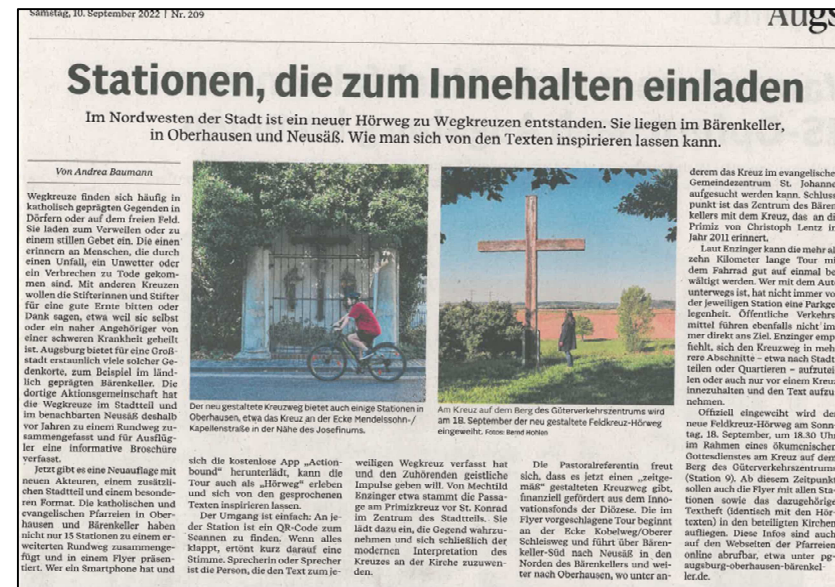 Samstag, 10. September 2022 | Nr. 209
Augs
Stationen, die zum Innehalten einladen
Im Nordwesten der Stadt ist ein neuer Hörweg zu Wegkreuzen entstanden. Sie liegen im Bärenkeller,
in Oberhausen und Neusäß. Wie man sich von den Texten inspirieren lassen kann.
Von Andrea Baumann
Wegkreuze finden sich häufig in
katholisch geprägten Gegenden in
Dörfern oder auf dem freien Feld.
Sie laden zum Verweilen oder zu
einem stillen Gebet ein. Die einen
erinnern an Menschen, die durch
einen Unfall, ein Unwetter oder
ein Verbrechen zu Tode gekom-
men sind. Mit anderen Kreuzen
wollen die Stifterinnen und Stifter
für eine gute Ernte bitten oder
Dank sagen, etwa weil sie selbst
oder ein naher Angehöriger von
einer schweren Krankheit geheilt
ist. Augsburg bietet für eine Groß-
stadt erstaunlich viele solcher Ge-
denkorte, zum Beispiel im länd-
lich geprägten Bärenkeller. Die
dortige Aktionsgemeinschaft hat
die Wegkreuze im Stadtteil und
im benachbarten Neusäß deshalb
vor Jahren zu einem Rundweg zu-
sammengefasst und für Ausflüg-
ler eine informative Broschüre
verfasst.
Jetzt gibt es eine Neuauflage mit
neuen Akteuren, einem zusätzli-
chen Stadtteil und einem besonde-
ren Format. Die katholischen und
evangelischen Pfarreien in Ober-
hausen und Bärenkeller haben
nicht nur 15 Stationen zu einem er-
weiterten Rundweg zusammenge-
fügt und in einem Flyer präsen-
tiert. Wer ein Smartphone hat und
Der neu gestaltete Kreuzweg bietet auch einige Stationen in
Oberhausen, etwa das Kreuz an der Ecke Mendelssohn-/
Kapellenstraße in der Nähe des Josefinums.
Am Kreuz auf dem Berg des Güterverkehrszentrums wird
am 18. September der neu gestaltete Feldkreuz-Hörweg
eingeweiht. Fotos: Bernd Hohlen
sich die kostenlose App „Action-
bound“ herunterlädt, kann die
Tour auch als „Hörweg“ erleben
und sich von den gesprochenen
Texten inspirieren lassen.
Der Umgang ist einfach: An je-
der Station ist ein QR-Code zum
Scannen zu finden. Wenn alles
klappt, ertönt kurz darauf eine
Stimme. Sprecherin oder Sprecher
ist die Person, die den Text zum je-
weiligen Wegkreuz verfasst hat
und den Zuhörenden geistliche
Impulse geben will. Von Mechtild
Enzinger etwa stammt die Passa-
ge am Primizkreuz vor St. Konrad
im Zentrum des Stadtteils. Sie
lädt dazu ein, die Gegend wahrzu-
nehmen und sich schließlich der
modernen Interpretation des
Kreuzes an der Kirche zuzuwen-
den.
Die Pastoralreferentin freut
sich, dass es jetzt einen „zeitge-
mäß“ gestalteten Kreuzweg gibt,
finanziell gefördert aus dem Inno-
vationsfonds der Diözese. Die im
Flyer vorgeschlagene Tour beginnt
an der Ecke Kobelweg/Oberer
Schleisweg und führt über Bären-
keller-Süd nach Neusäß in den
Norden des Bärenkellers und wei-
ter nach Oberhausen, wo unter an-
derem das Kreuz im evangelische
Gemeindezentrum St. Johanne
aufgesucht werden kann. Schluss
punkt ist das Zentrum des Bären
kellers mit dem Kreuz, das an di
Primiz von Christoph Lentz i
Jahr 2011 erinnert.
Laut Enzinger kann die mehr al
zehn Kilometer lange Tour mi
dem Fahrrad gut auf einmal be
wältigt werden. Wer mit dem Aut
unterwegs ist, hat nicht immer vo
der jeweiligen Station eine Parkge
legenheit. Öffentliche Verkehrs
mittel führen ebenfalls nicht im
mer direkt ans Ziel. Enzinger emp
fiehlt, sich den Kreuzweg in meh
rere Abschnitte – etwa nach Stadt
teilen oder Quartieren – aufzutei
len oder auch nur vor einem Kreu
innezuhalten und den Text aufzu
nehmen.
Offiziell eingeweiht wird de
neue Feldkreuz-Hörweg am Sonn
tag, 18. September, um 18.30 Uh
im Rahmen eines ökumenischen
Gottesdienstes am Kreuz auf dem
Berg des Güterverkehrszentrum
(Station 9). Ab diesem Zeitpunkt
sollen auch die Flyer mit allen Sta
tionen sowie das dazugehörige
Textheft (identisch mit den Hör
texten) in den beteiligten Kirchen
aufliegen. Diese Infos sind auch
auf den Webseiten der Pfarreien
online abrufbar, etwa unter pg-
augsburg-oberhausen-bärenkel-
ler.de.